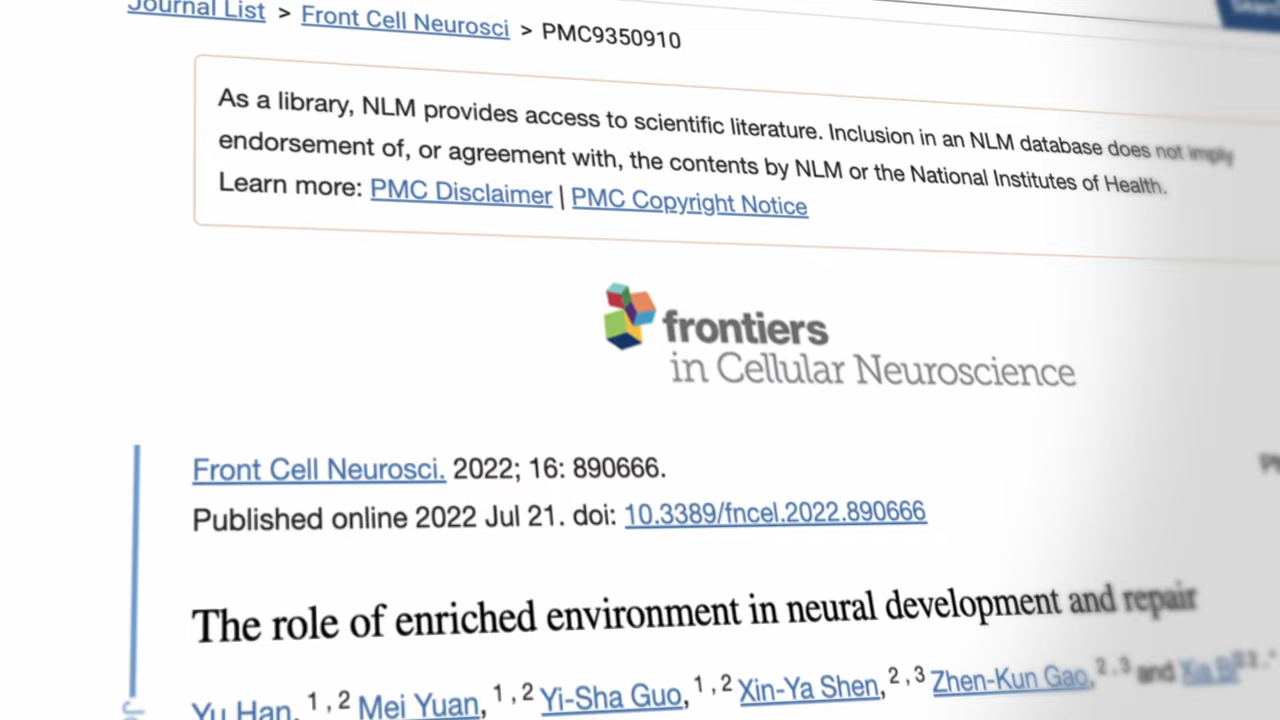 Journal List > Front Cell Neurosci > PMC9350910
Search
As a library, NLM provides access to scientific literature. Inclusion in an NLM database does not imply
endorsement of, or agreement with, the contents by NLM or the National Institutes of Health.
Learn more: PMC Disclaimer | PMC Copyright Notice
frontiers
in Cellular Neuroscience
Front Cell Neurosci. 2022; 16: 890666.
Published online 2022 Jul 21. doi: 10.3389/fncel.2022.890666
The role of enriched environment in neural development and repair
Yu Han, 1,2 Mei Yuan, 1,2 Yi-Sha Guo, 1,2 Xin-Ya Shen, 2,3 Zhen-Kun Gao, 2,3 and Xia